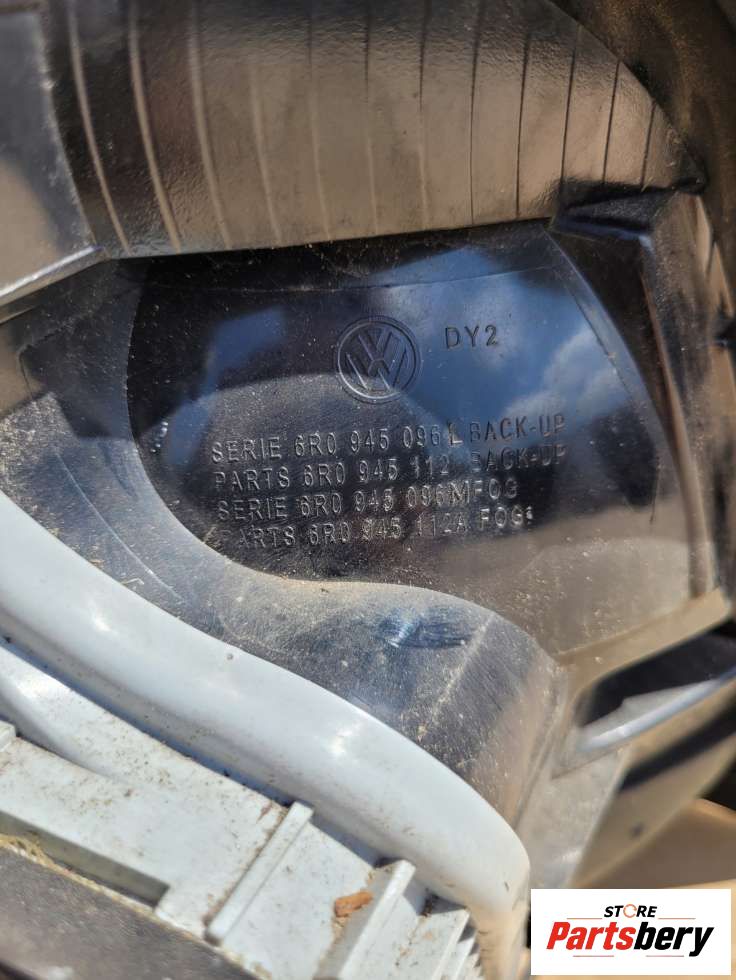 DY2
SERIE 6R0 945 096 L BACK-UP
PARTS 6R0 945 112 BACK-UP
SERIE 6R0 945 096 M FOG
PARTS 6R0 945 112A FOG
STORE
Partsbery